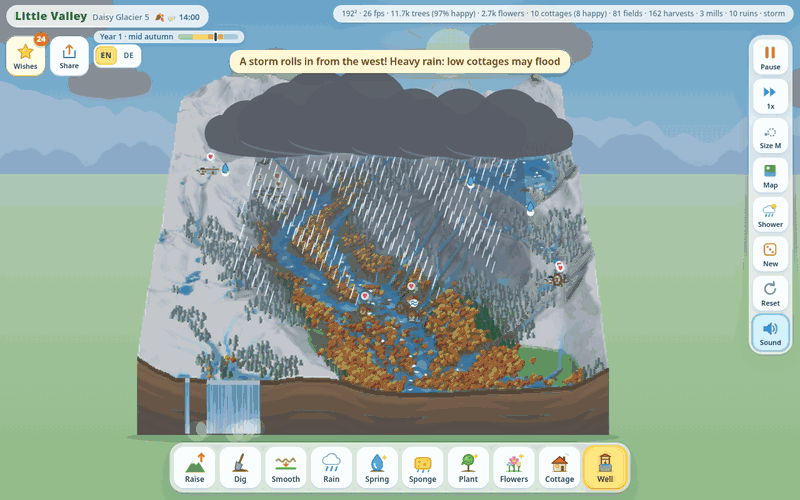 Little Valley Daisy Glacier 5 14:00
192² · 26 fps · 11.7k trees (97% happy) · 2.7k flowers · 10 cottages (8 happy) · 81 fields · 162 harvests · 3 mills · 10 ruins · storm
Year 1 · mid autumn
24
Wishes
Share
EN DE
A storm rolls in from the west! Heavy rain: low cottages may flood
Pause
1x
Size M
Map
Shower
New
Reset
Sound
Raise Dig Smooth Rain Spring Sponge Plant Flowers Cottage Well